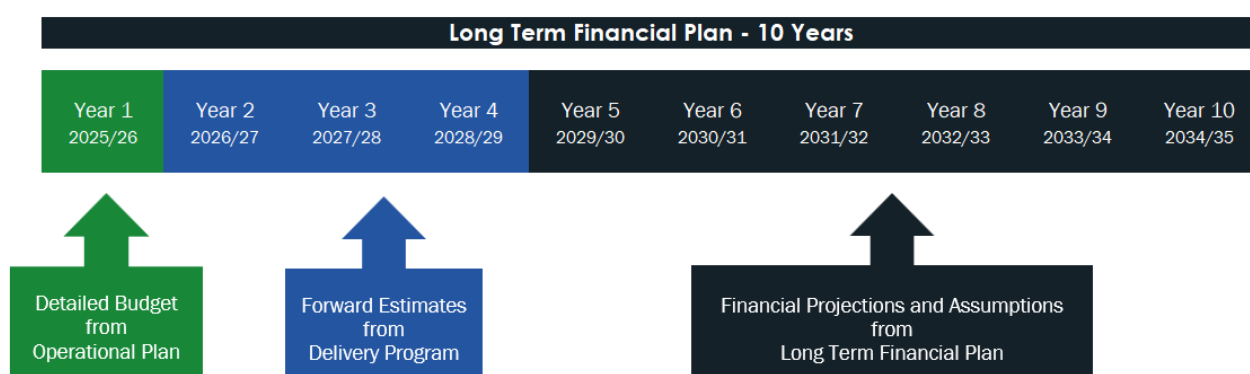 Long Term Financial Plan - 10 Years
Year 1 Year 2 Year 3 Year 4 Year 5 Year 6 Year 7 Year 8 Year 9 Year 10
2025/26 2026/27 2027/28 2028/29 2029/30 2030/31 2031/32 2032/33 2033/34 2034/35
Detailed Budget
from
Operational Plan
Forward Estimates
from
Delivery Program
Financial Projections and Assumptions
from
Long Term Financial Plan